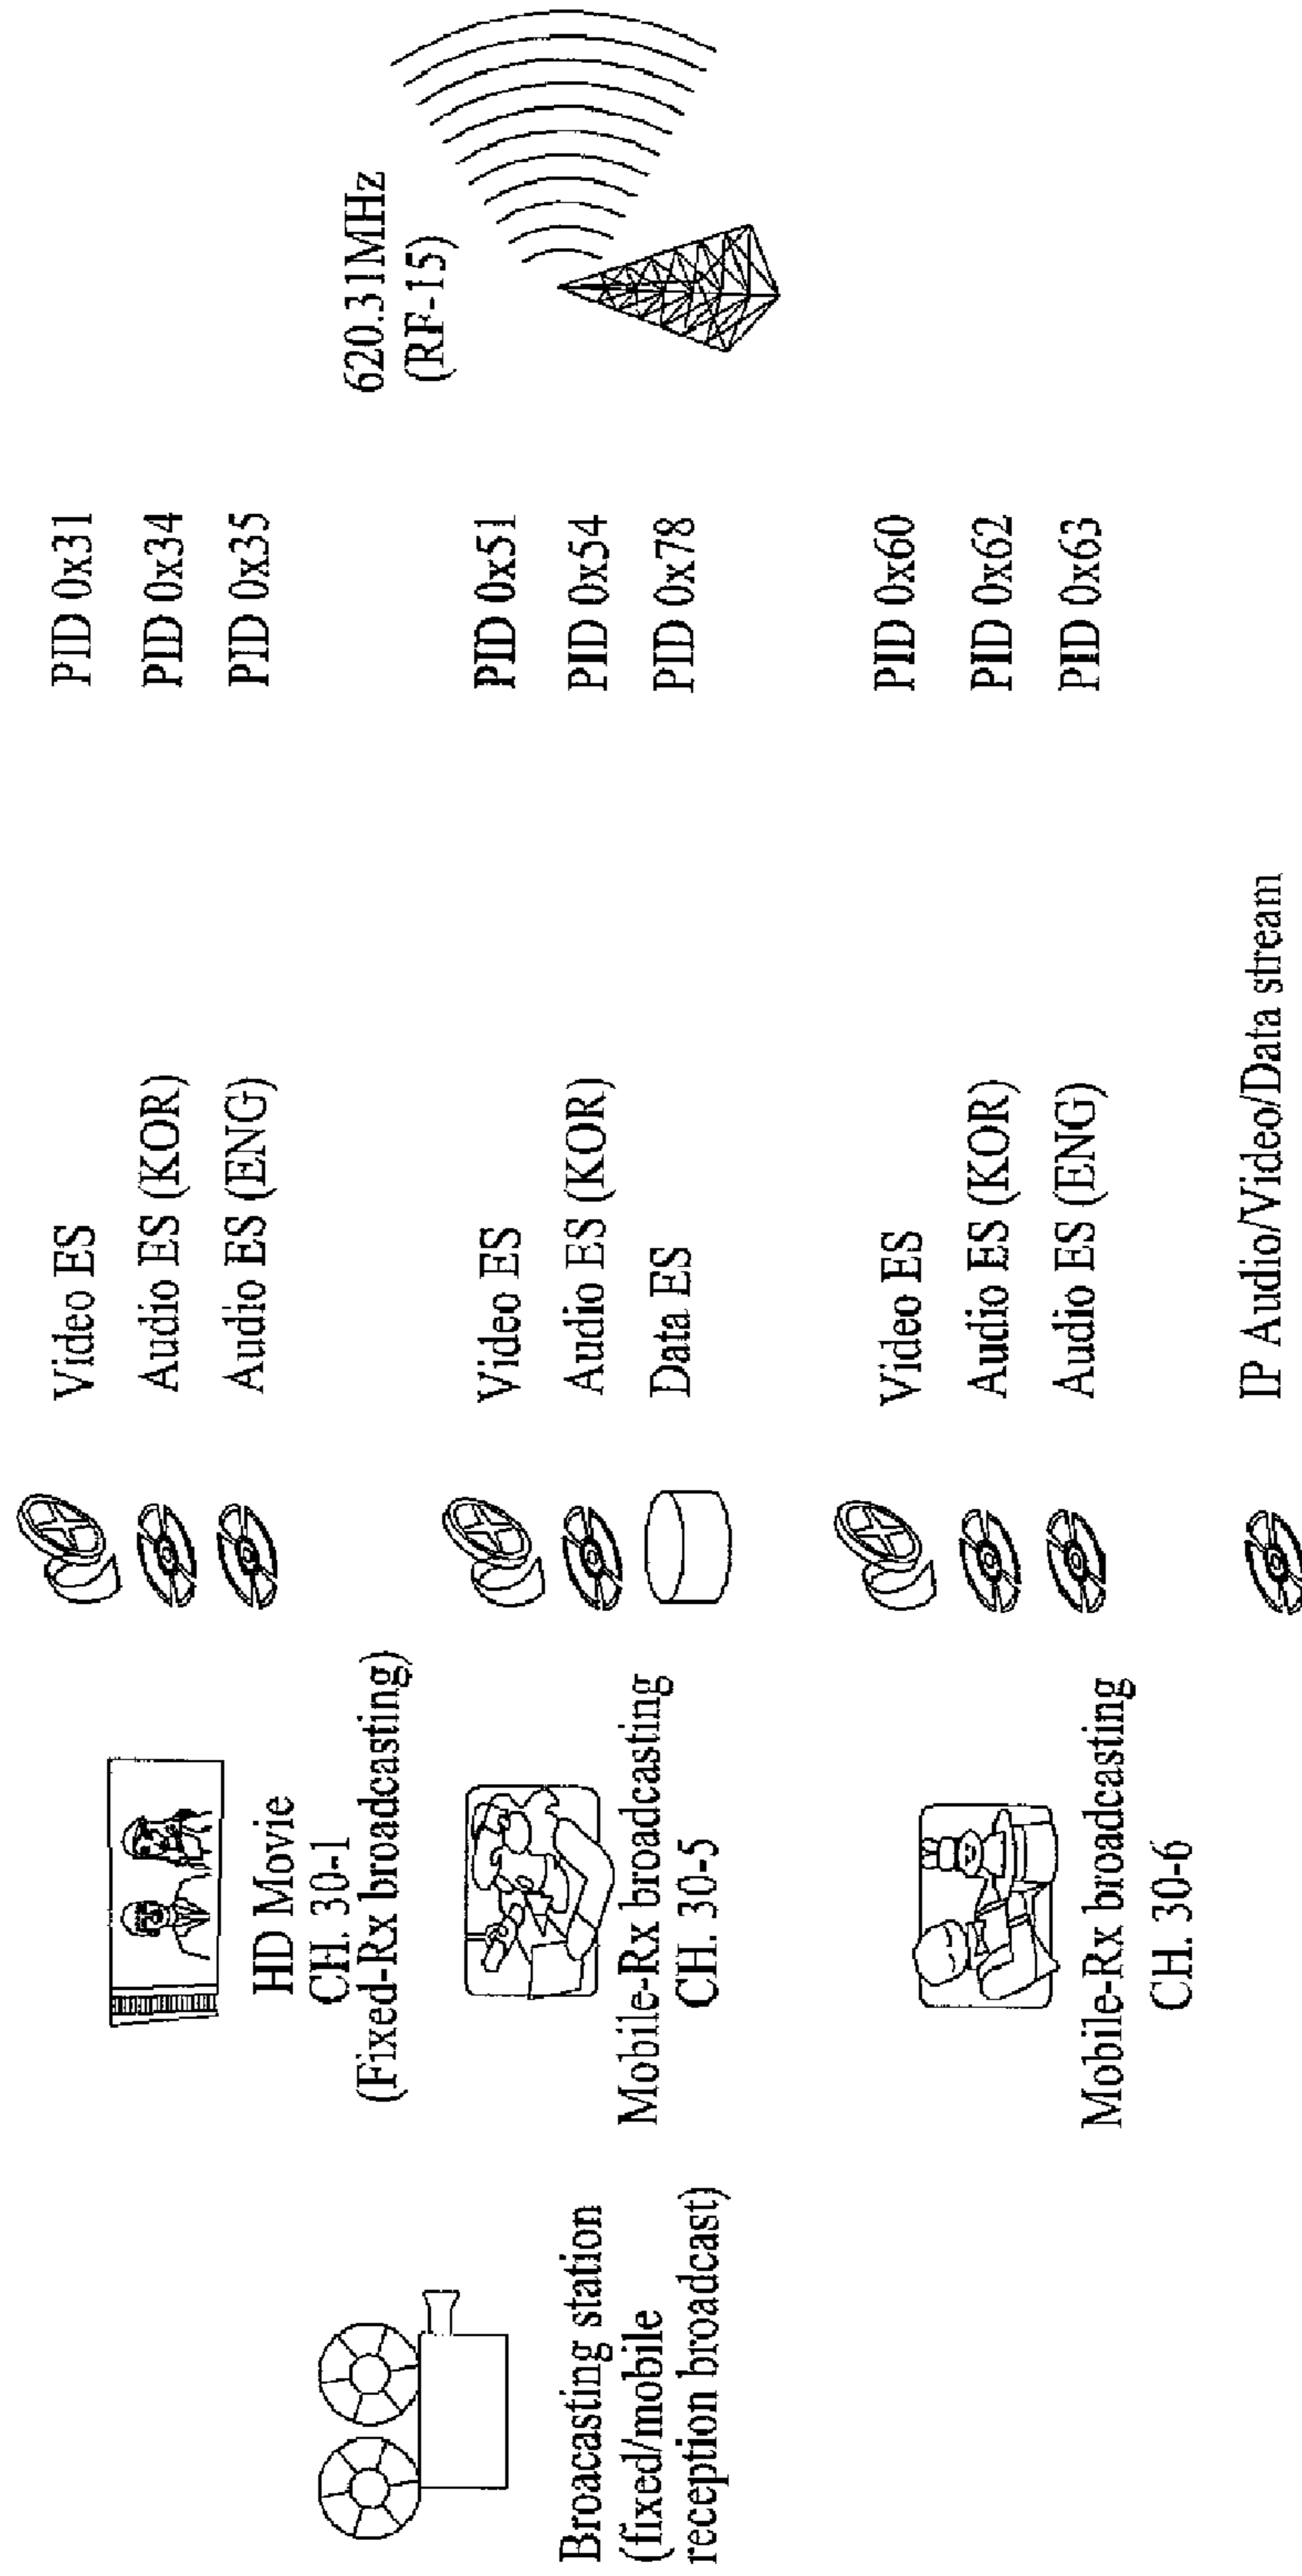 Broacasting station
(fixed/mobile
reception broadcast)
HD Movie
CH. 30-1
(Fixed-Rx broadcasting)
Video ES
PID 0x31
Audio ES (KOR)
PID 0x34
Audio ES (ENG)
PID 0x35
Mobile-Rx broadcasting
CH. 30-5
Video ES
PID 0x51
Audio ES (KOR)
PID 0x54
Data ES
PID 0x78
Mobile-Rx broadcasting
CH. 30-6
Video ES
PID 0x60
Audio ES (KOR)
PID 0x62
Audio ES (ENG)
PID 0x63
IP Audio/Video/Data stream
620.31MHz
(RF-15)